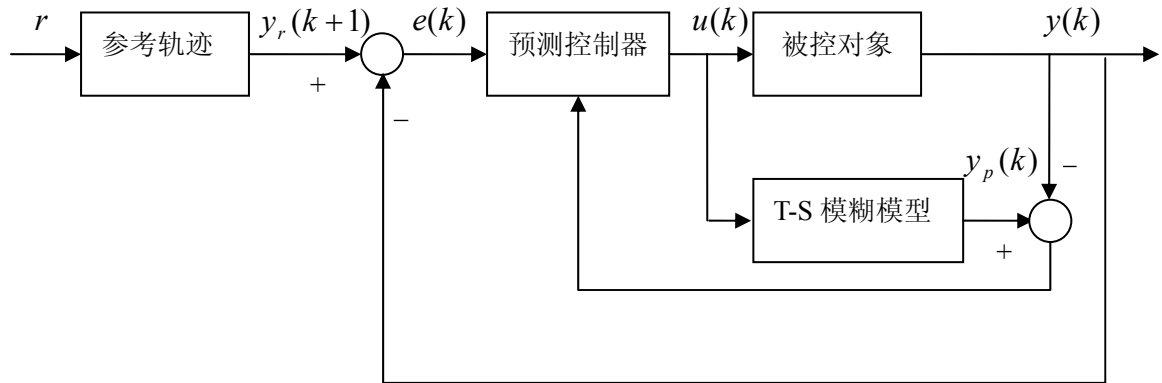 r
参考轨迹
y_r(k+1)
e(k)
预测控制器
u(k)
被控对象
y(k)
+
−
y_p(k)
−
T-S 模糊模型
+